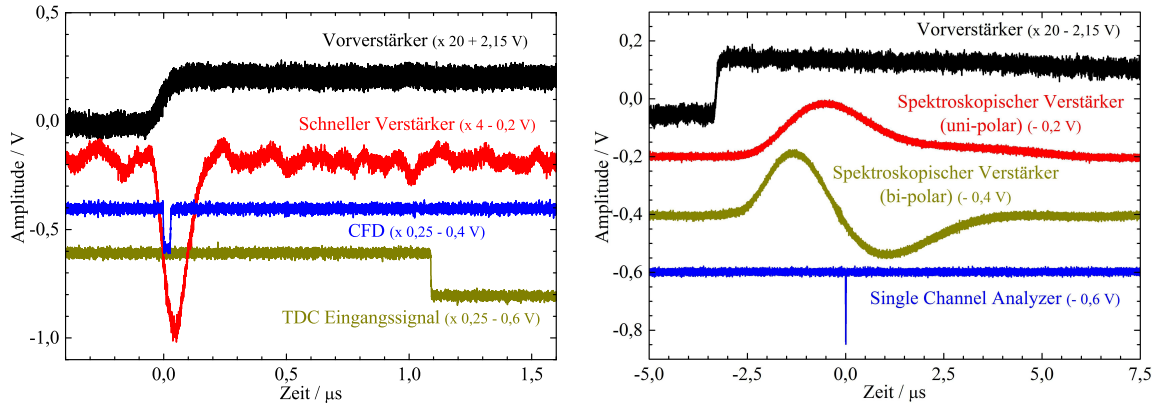 Vorverstärker (x 20 + 2,15 V)
Schneller Verstärker (x 4 - 0,2 V)
CFD (x 0,25 - 0,4 V)
TDC Eingangssignal (x 0,25 - 0,6 V)
Amplitude / V
0,5
0,0
-0,5
-1,0
0,0
0,5
1,0
1,5
Zeit / μs
Vorverstärker (x 20 - 2,15 V)
Spektroskopischer Verstärker
(uni-polar) (- 0,2 V)
Spektroskopischer Verstärker
(bi-polar) (- 0,4 V)
Single Channel Analyzer (- 0,6 V)
Amplitude / V
0,2
0,0
-0,2
-0,4
-0,6
-0,8
-5,0
-2,5
0,0
2,5
5,0
7,5
Zeit / μs